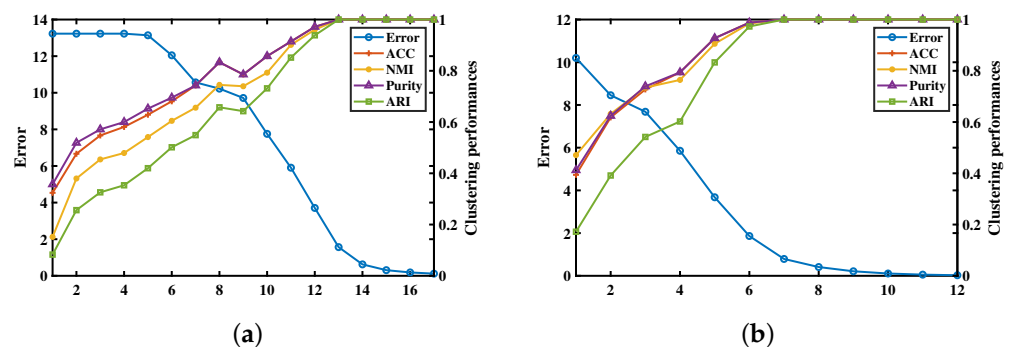 14
12
10
8
6
4
2
0
Error
2 4 6 8 10 12 14 16
1
0.8
0.6
0.4
0.2
0
Clustering performances
Error
ACC
NMI
Purity
ARI
(a)
12
10
8
6
4
2
0
Error
2 4 6 8 10 12
1
0.8
0.6
0.4
0.2
0
Clustering performances
Error
ACC
NMI
Purity
ARI
(b)